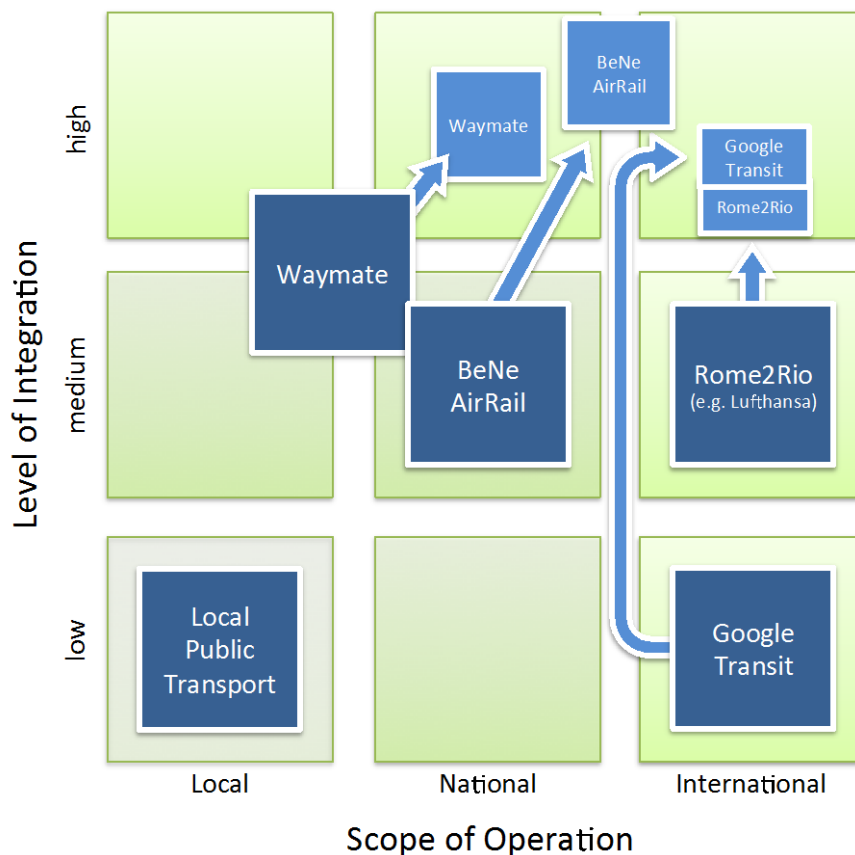 BeNe
AirRail
Waymate
Google
Transit
Rome2Rio
Waymate
BeNe
AirRail
Rome2Rio
(e.g. Lufthansa)
Local
Public
Transport
Google
Transit
high
medium
low
Level of Integration
Local
National
International
Scope of Operation